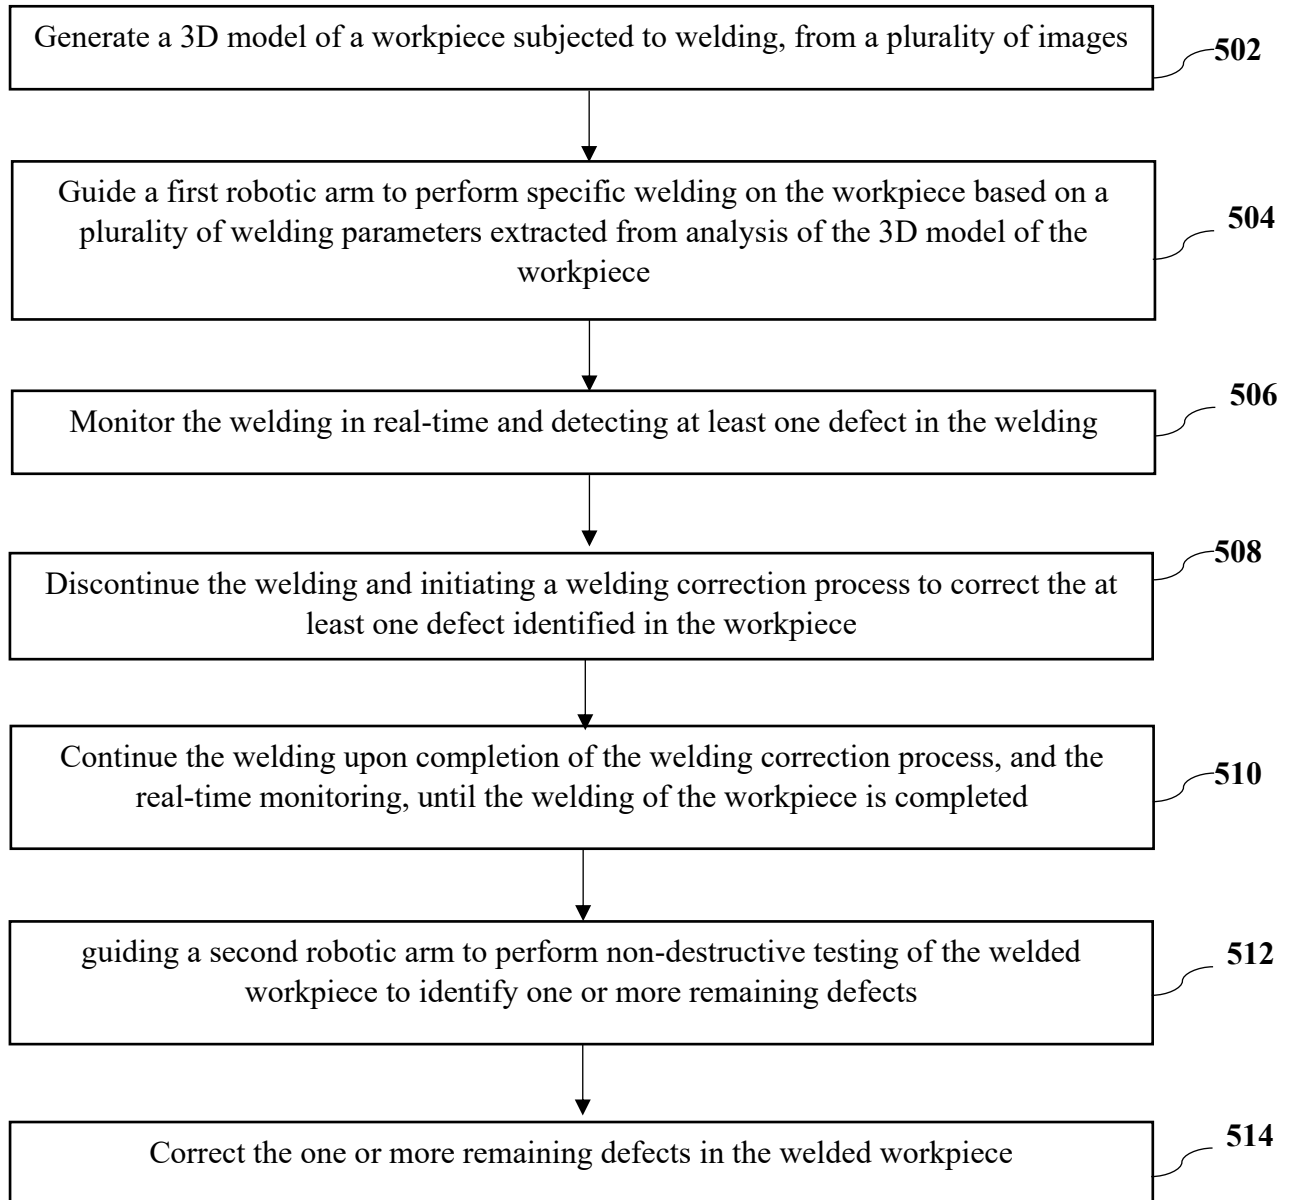 Generate a 3D model of a workpiece subjected to welding, from a plurality of images
502
Guide a first robotic arm to perform specific welding on the workpiece based on a
plurality of welding parameters extracted from analysis of the 3D model of the
workpiece
504
Monitor the welding in real-time and detecting at least one defect in the welding
506
Discontinue the welding and initiating a welding correction process to correct the at
least one defect identified in the workpiece
508
Continue the welding upon completion of the welding correction process, and the
real-time monitoring, until the welding of the workpiece is completed
510
guiding a second robotic arm to perform non-destructive testing of the welded
workpiece to identify one or more remaining defects
512
Correct the one or more remaining defects in the welded workpiece
514